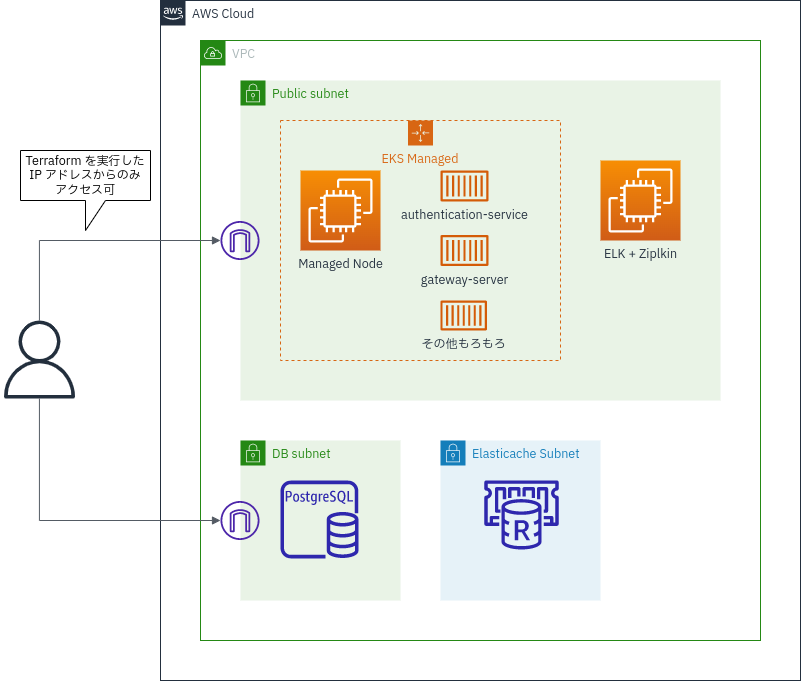 aws
AWS Cloud
VPC
Public subnet
EKS Managed
Terraform を実行した
IP アドレスからのみ
アクセス可
authentication-service
Managed Node
ELK + Ziplkin
gateway-server
その他もろもろ
DB subnet
Elasticache Subnet
PostgreSQL
R